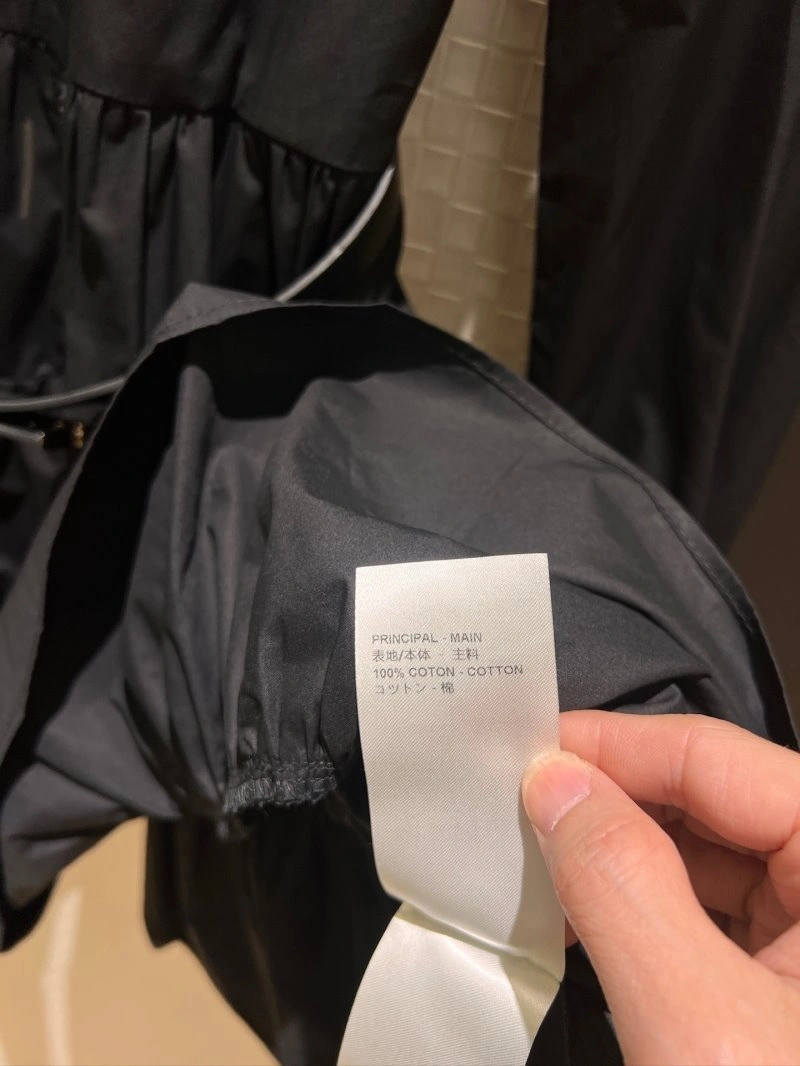 PRINCIPAL - MAIN
表地/本体 - 主料
100% COTON - COTTON
コットン - 棉